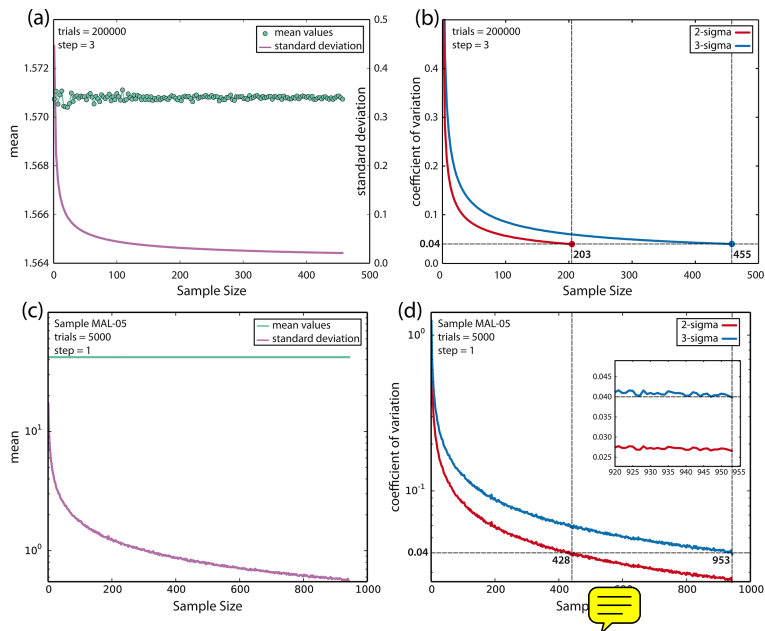 (a)
trials = 200000
step = 3
mean values
standard deviation
1.572
1.570
1.568
1.566
1.564
mean
0.5
0.4
0.3
0.2
0.1
0.0
standard deviation
0 100 200 300 400 500
Sample Size
(b)
trials = 200000
step = 3
2-sigma
3-sigma
0.4
0.3
0.2
0.1
0.04
0.0
coefficient of variation
203
455
0 100 200 300 400 500
Sample Size
(c)
Sample MAL-05
trials = 5000
step = 1
mean values
standard deviation
10^1
10^0
mean
0 200 400 600 800 1000
Sample Size
(d)
Sample MAL-05
trials = 5000
step = 1
2-sigma
3-sigma
10^0
10^-1
0.04
coefficient of variation
0.045
0.040
0.035
0.030
0.025
920 925 930 935 940 945 950 955
428
953
0 200 400 600 800 1000